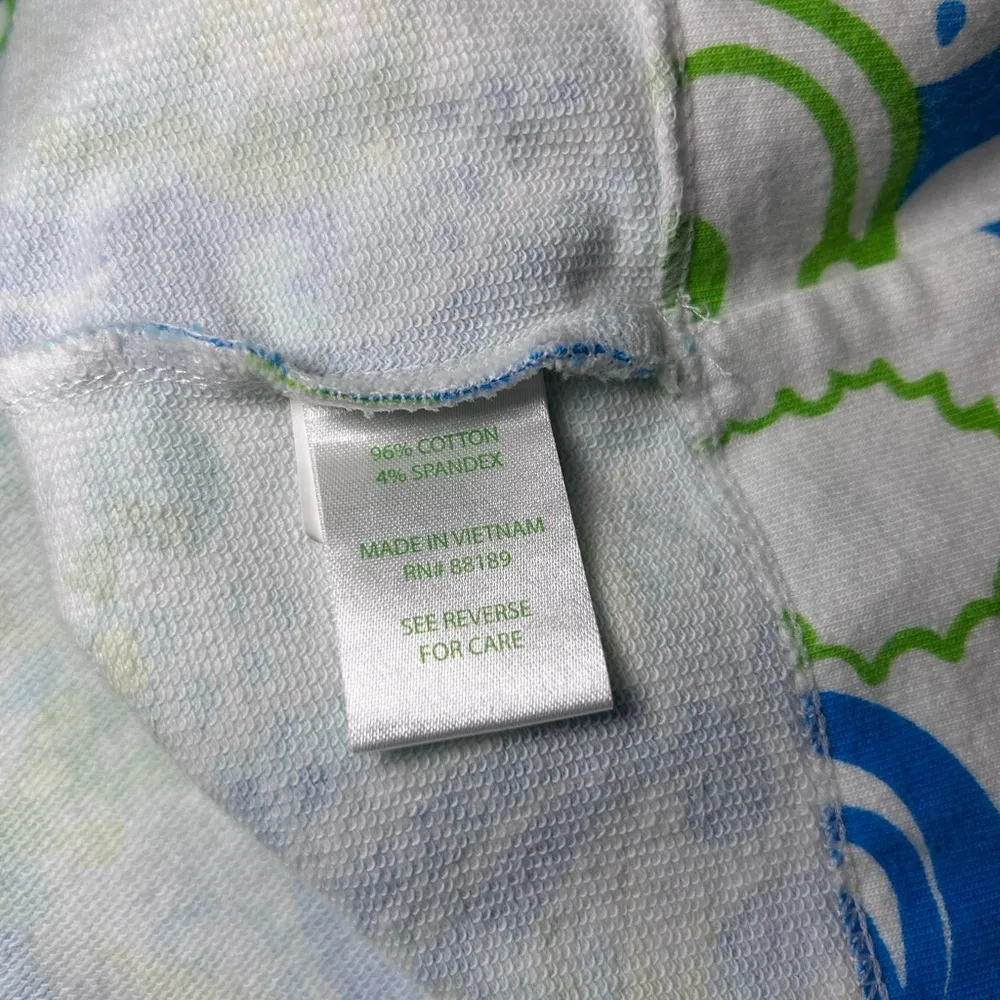 96% COTTON
4% SPANDEX
MADE IN VIETNAM
RN# 88189
SEE REVERSE
FOR CARE